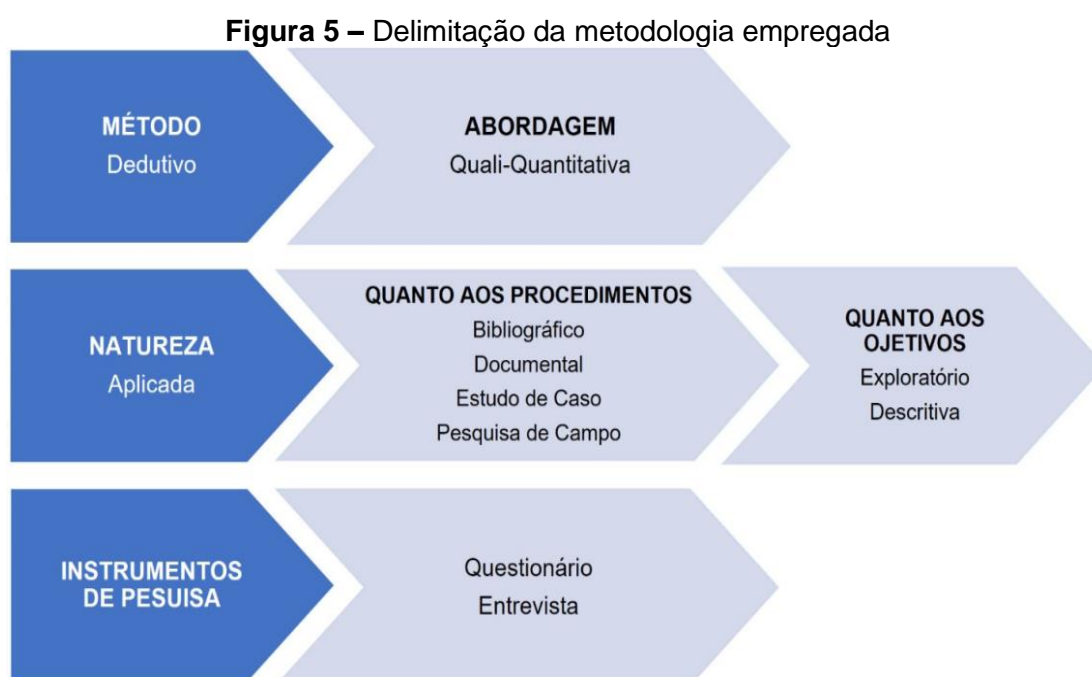 Figura 5 – Delimitação da metodologia empregada
MÉTODO
Dedutivo
ABORDAGEM
Quali-Quantitativa
NATUREZA
Aplicada
QUANTO AOS PROCEDIMENTOS
Bibliográfico
Documental
Estudo de Caso
Pesquisa de Campo
QUANTO AOS
OJETIVOS
Exploratório
Descritiva
INSTRUMENTOS
DE PESUISA
Questionário
Entrevista